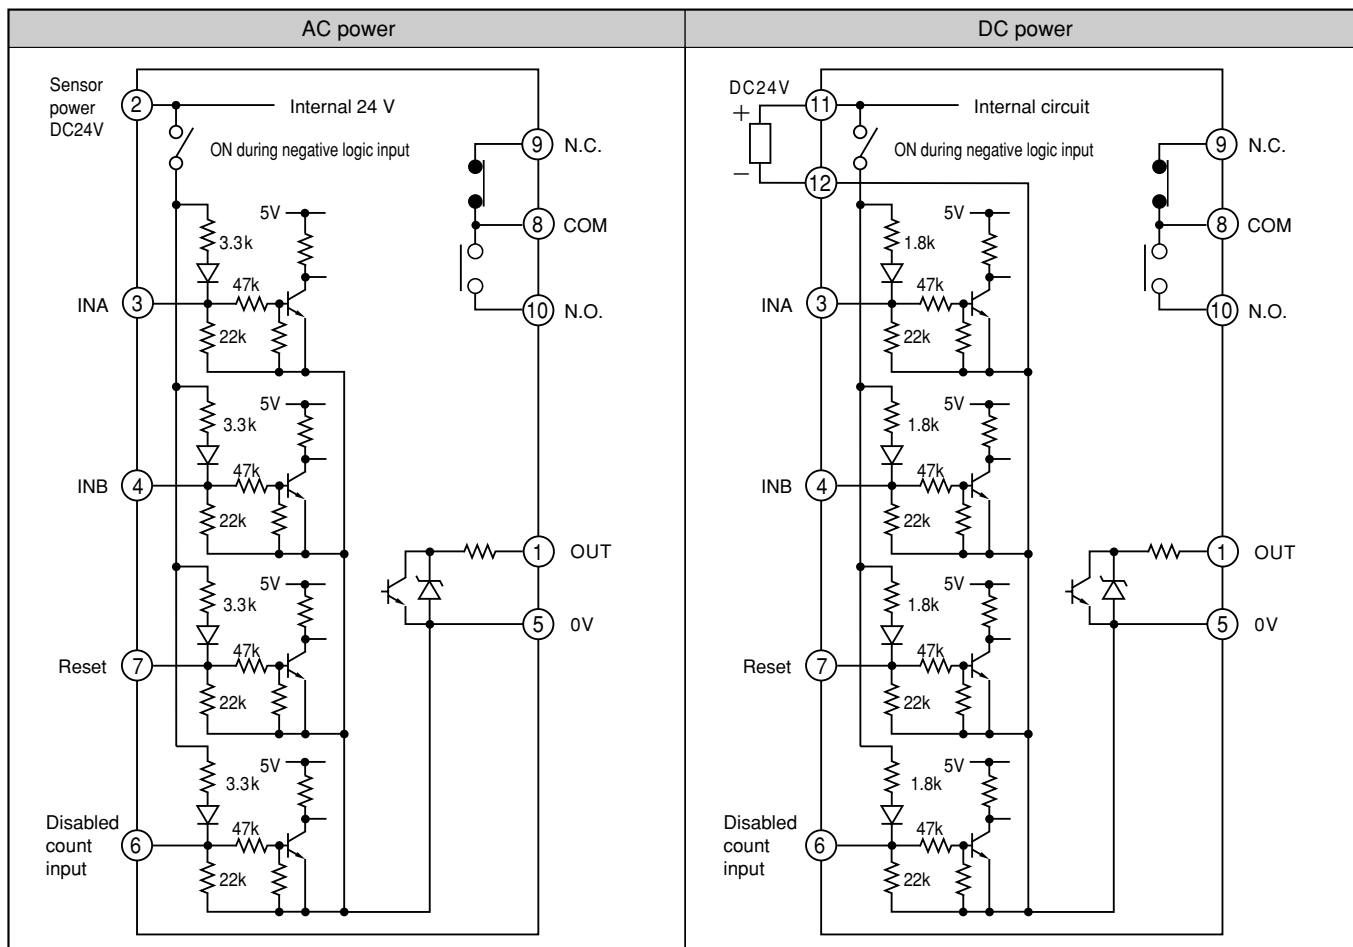 AC power
Sensor
power
DC24V
2
Internal 24 V
ON during negative logic input
9 N.C.
8 COM
10 N.O.
5V
3.3k
47k
INA 3
22k
5V
3.3k
47k
INB 4
22k
1 OUT
5 0V
5V
3.3k
47k
Reset 7
22k
5V
3.3k
47k
Disabled
count
input
6
22k
DC power
DC24V
+
−
11
12
Internal circuit
ON during negative logic input
9 N.C.
8 COM
10 N.O.
5V
1.8k
47k
INA 3
22k
5V
1.8k
47k
INB 4
22k
1 OUT
5 0V
5V
1.8k
47k
Reset 7
22k
5V
1.8k
47k
Disabled
count
input
6
22k